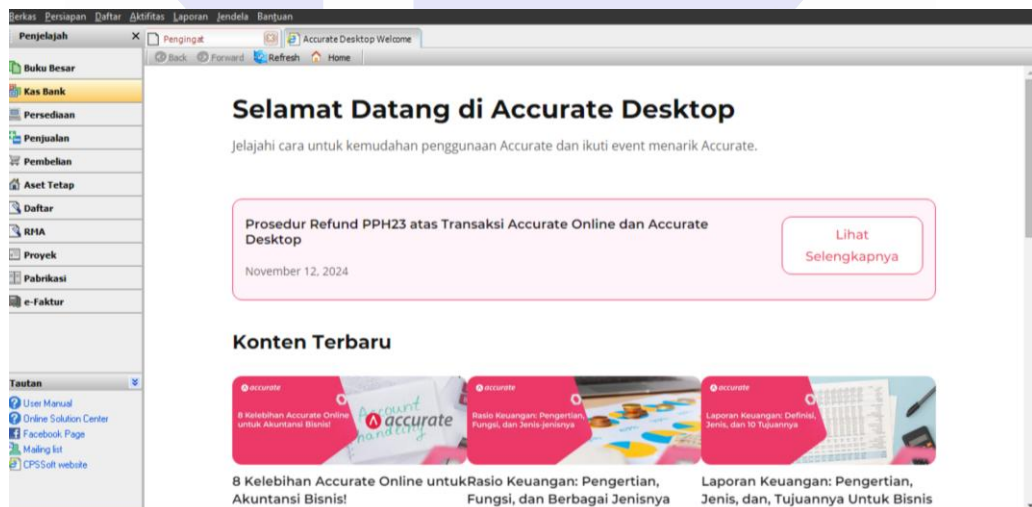 Berkas Persiapan Daftar Aktifitas Laporan Jendela Bantuan
Penjelajah
Pengingat
Accurate Desktop Welcome
Back Forward Refresh Home
Buku Besar
Kas Bank
Persediaan
Penjualan
Pembelian
Aset Tetap
Daftar
RMA
Proyek
Pabrikasi
e-Faktur
Tautan
User Manual
Online Solution Center
Facebook Page
Mailing list
CPSSoft website
Selamat Datang di Accurate Desktop
Jelajahi cara untuk kemudahan penggunaan Accurate dan ikuti event menarik Accurate.
Prosedur Refund PPH23 atas Transaksi Accurate Online dan Accurate
Desktop
November 12, 2024
Lihat
Selengkapnya
Konten Terbaru
accurate
8 Kelebihan Accurate Online
untuk Akuntansi Bisnis!
Account
handling
accurate
accurate
Rasio Keuangan: Pengertian,
Fungsi, dan Jenis-jenisnya
accurate
Laporan Keuangan: Definisi,
Jenis, dan 10 Tujuannya
8 Kelebihan Accurate Online untuk
Akuntansi Bisnis!
Rasio Keuangan: Pengertian,
Fungsi, dan Berbagai Jenisnya
Laporan Keuangan: Pengertian,
Jenis, dan, Tujuannya Untuk Bisnis